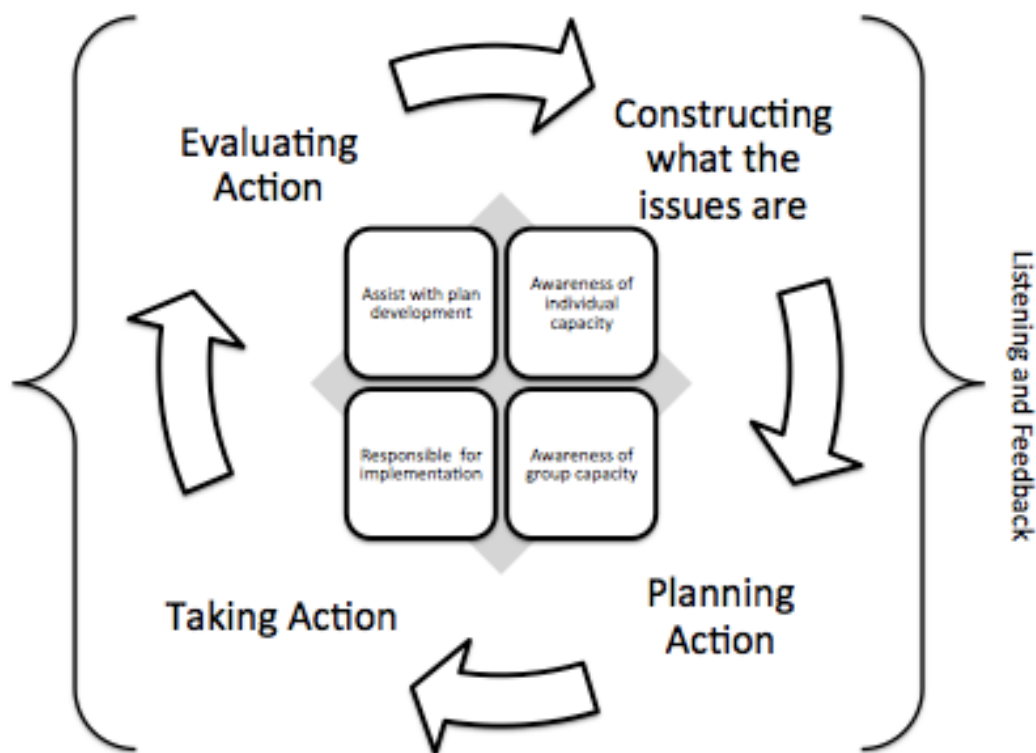 Evaluating
Action
Constructing
what the
issues are
Assist with plan
development
Awareness of
individual
capacity
Responsible for
implementation
Awareness of
group capacity
Taking Action
Planning
Action
Listening and Feedback